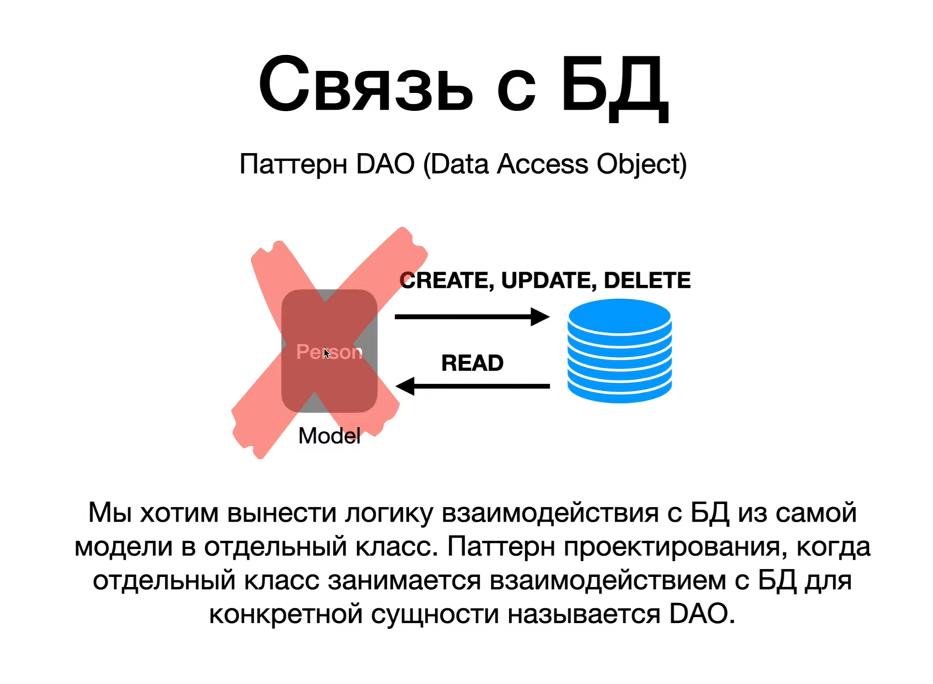 Связь с БД
Паттерн DAO (Data Access Object)
CREATE, UPDATE, DELETE
Person
READ
Model
Мы хотим вынести логику взаимодействия с БД из самой
модели в отдельный класс. Паттерн проектирования, когда
отдельный класс занимается взаимодействием с БД для
конкретной сущности называется DAO.